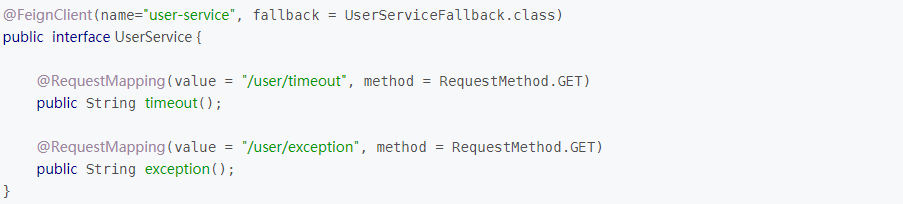 @FeignClient(name="user-service", fallback = UserServiceFallback.class)
public interface UserService {
@RequestMapping(value = "/user/timeout", method = RequestMethod.GET)
public String timeout();
@RequestMapping(value = "/user/exception", method = RequestMethod.GET)
public String exception();
}